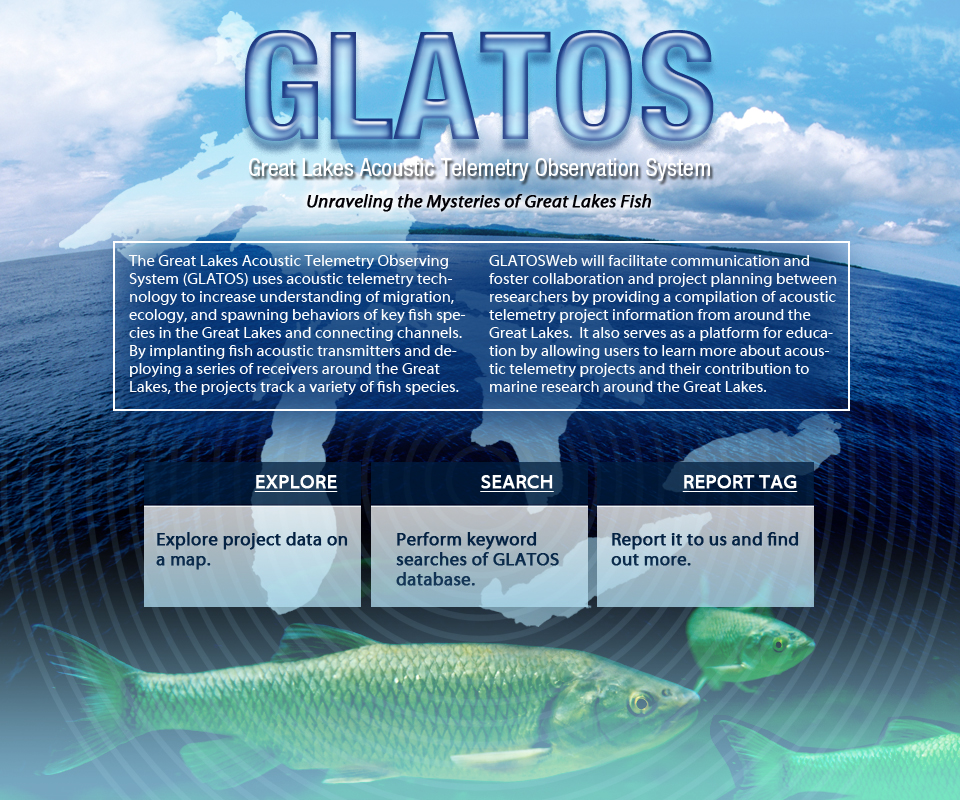 GLATOS
Great Lakes Acoustic Telemetry Observation System
Unraveling the Mysteries of Great Lakes Fish
The Great Lakes Acoustic Telemetry Observing
System (GLATOS) uses acoustic telemetry tech-
nology to increase understanding of migration,
ecology, and spawning behaviors of key fish spe-
cies in the Great Lakes and connecting channels.
By implanting fish acoustic transmitters and de-
ploying a series of receivers around the Great
Lakes, the projects track a variety of fish species.
GLATOSWeb will facilitate communication and
foster collaboration and project planning between
researchers by providing a compilation of acoustic
telemetry project information from around the
Great Lakes. It also serves as a platform for educa-
tion by allowing users to learn more about acous-
tic telemetry projects and their contribution to
marine research around the Great Lakes.
EXPLORE
Explore project data on
a map.
SEARCH
Perform keyword
searches of GLATOS
database.
REPORT TAG
Report it to us and find
out more.